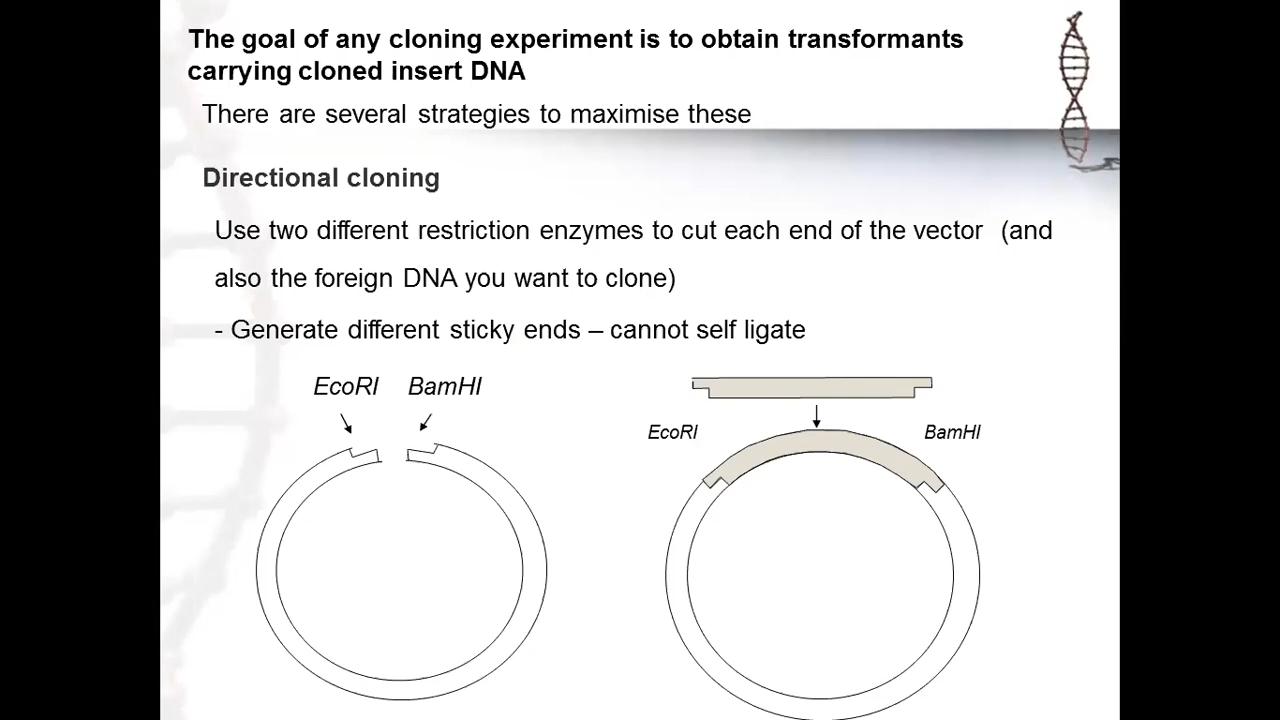 The goal of any cloning experiment is to obtain transformants
carrying cloned insert DNA
There are several strategies to maximise these
Directional cloning
Use two different restriction enzymes to cut each end of the vector (and
also the foreign DNA you want to clone)
- Generate different sticky ends – cannot self ligate
EcoRI BamHI
EcoRI BamHI